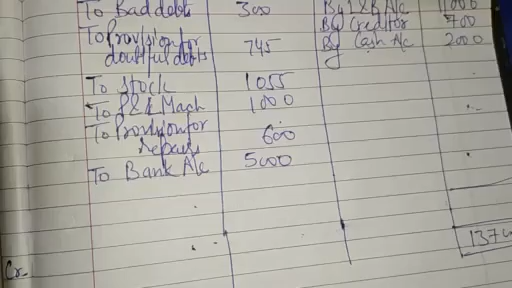 To Bad debts 300 By L&B A/c 11000
By Creditor 700
To Provision for doubtful debts 745 By Cash A/c 2000
To Stock 1055
To P&L Mach 1000
To Provision for repairs 600
To Bank A/c 5000
137
Cr.